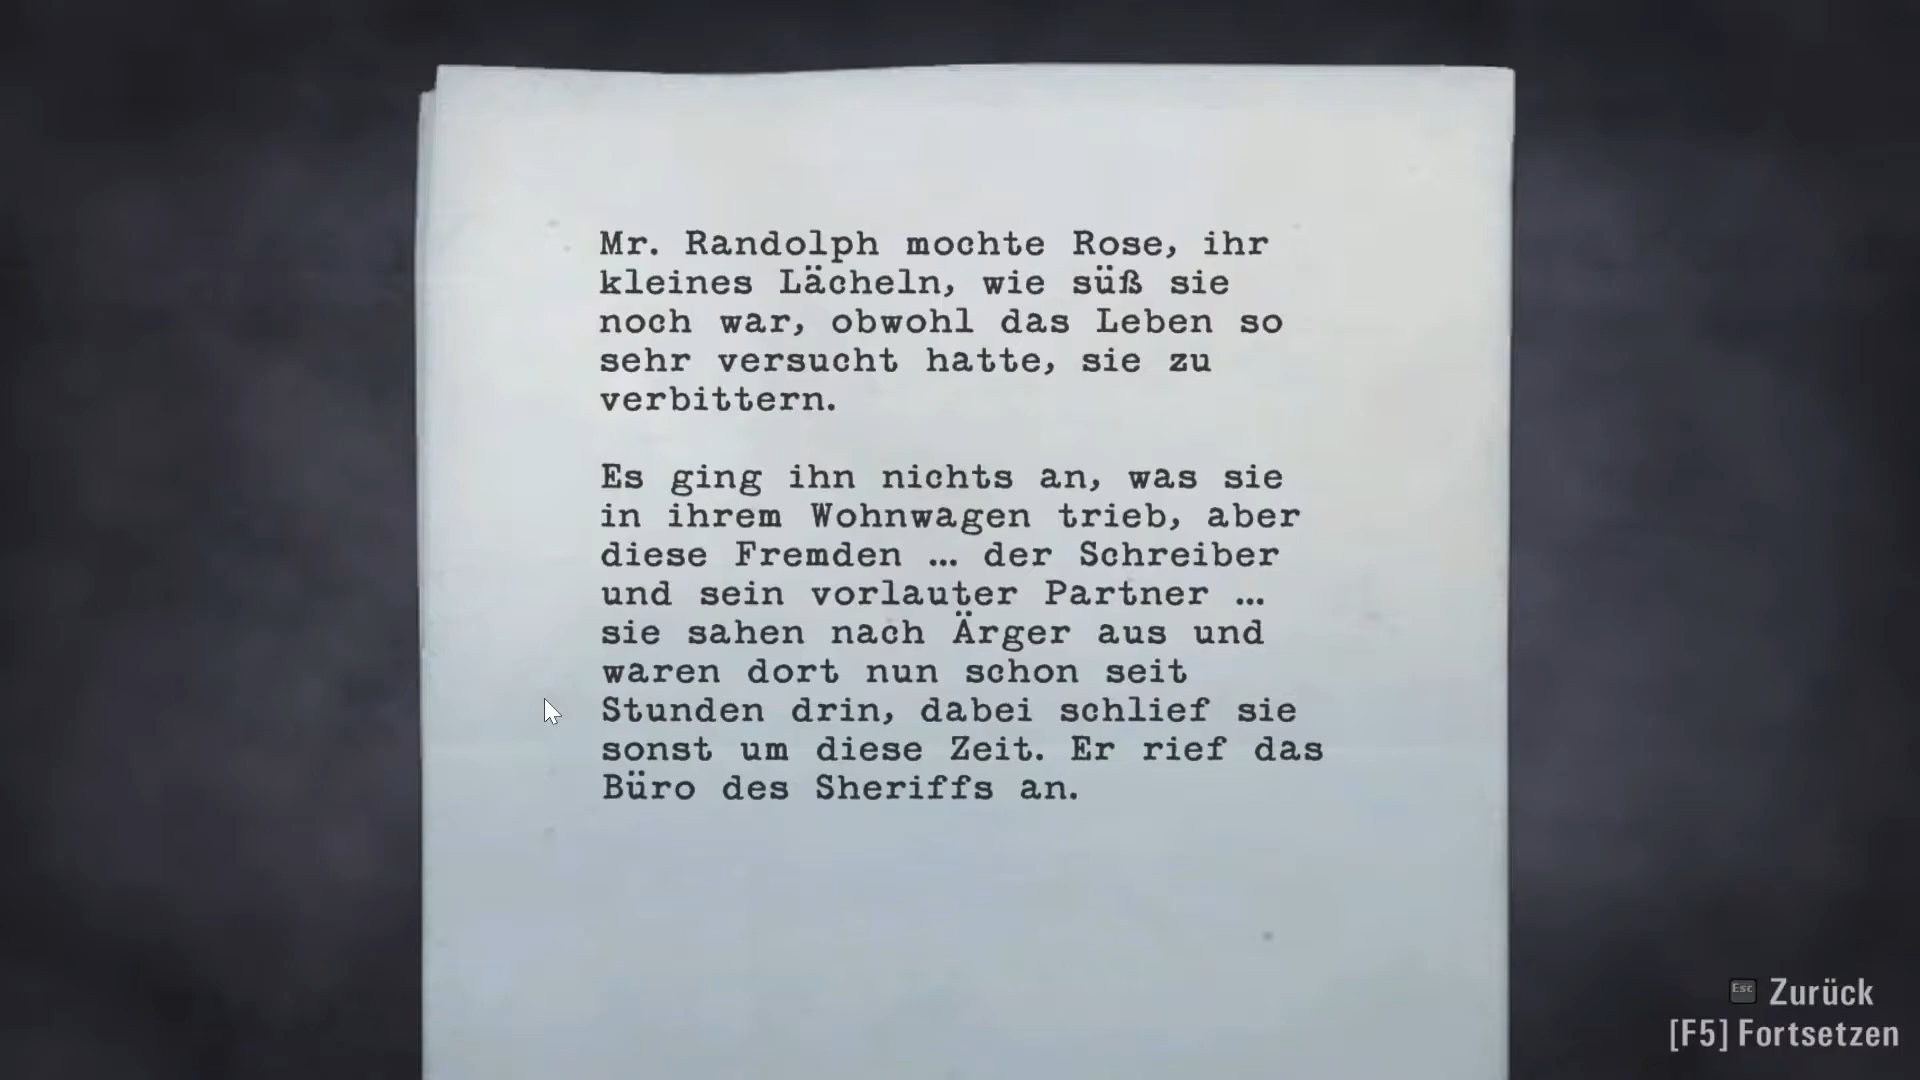 Mr. Randolph mochte Rose, ihr
kleines Lächeln, wie süß sie
noch war, obwohl das Leben so
sehr versucht hatte, sie zu
verbittern.
Es ging ihn nichts an, was sie
in ihrem Wohnwagen trieb, aber
diese Fremden … der Schreiber
und sein vorlauter Partner …
sie sahen nach Ärger aus und
waren dort nun schon seit
Stunden drin, dabei schlief sie
sonst um diese Zeit. Er rief das
Büro des Sheriffs an.
Esc Zurück
[F5] Fortsetzen